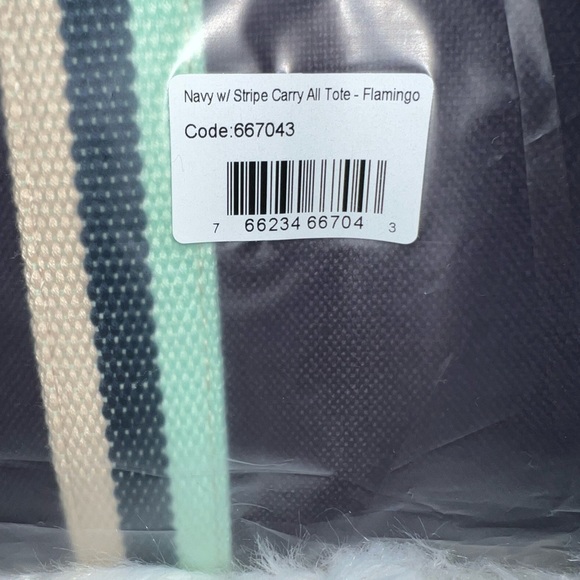 Navy w/ Stripe Carry All Tote - Flamingo
Code:667043
7 66234 66704 3